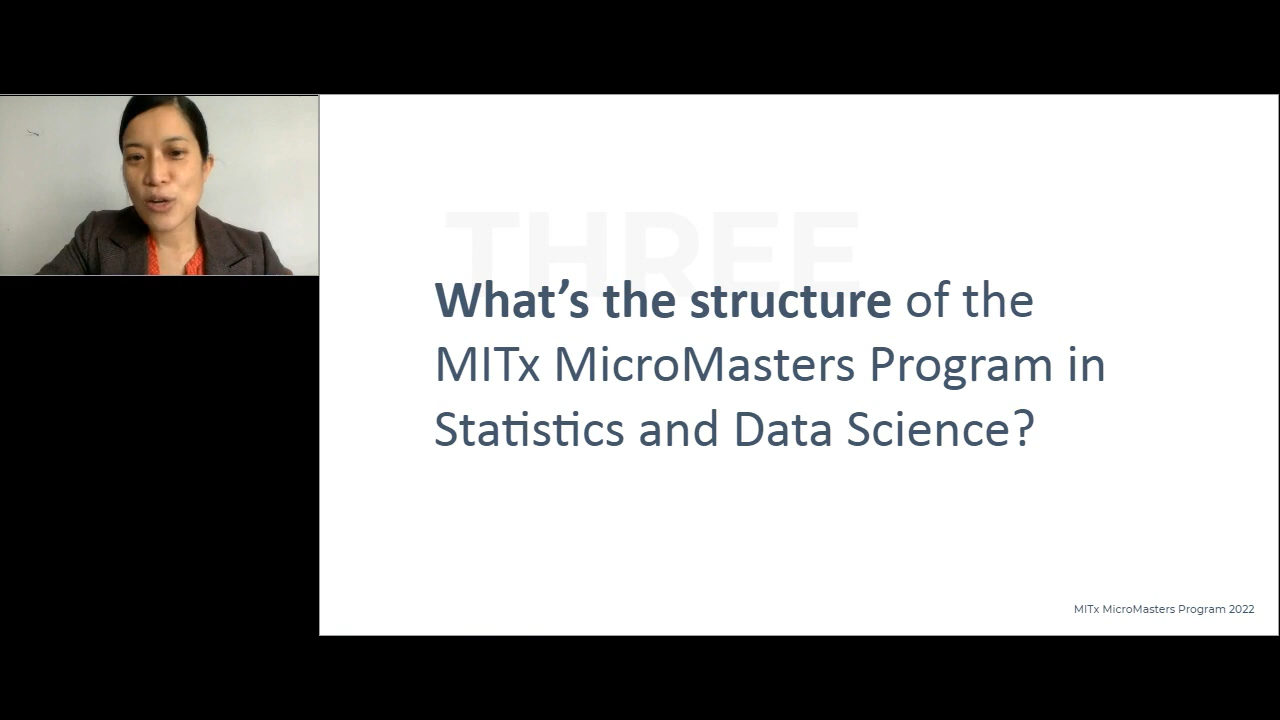 THREE
What’s the structure of the
MITx MicroMasters Program in
Statistics and Data Science?
MITx MicroMasters Program 2022